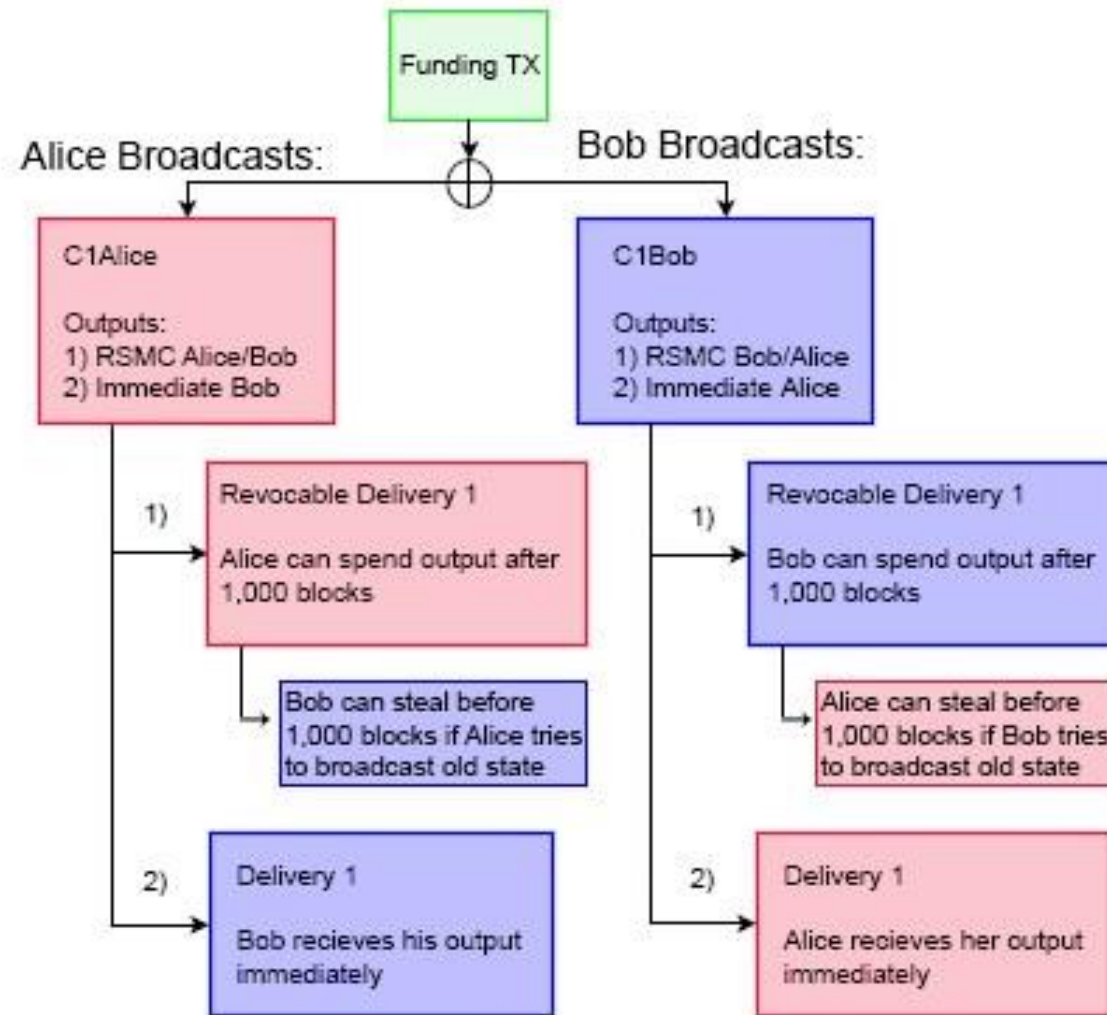 Funding TX
Alice Broadcasts:
Bob Broadcasts:
C1Alice
Outputs:
1) RSMC Alice/Bob
2) Immediate Bob
C1Bob
Outputs:
1) RSMC Bob/Alice
2) Immediate Alice
1)
Revocable Delivery 1
Alice can spend output after
1,000 blocks
Bob can steal before
1,000 blocks if Alice tries
to broadcast old state
2)
Delivery 1
Bob recieves his output
immediately
1)
Revocable Delivery 1
Bob can spend output after
1,000 blocks
Alice can steal before
1,000 blocks if Bob tries
to broadcast old state
2)
Delivery 1
Alice recieves her output
immediately